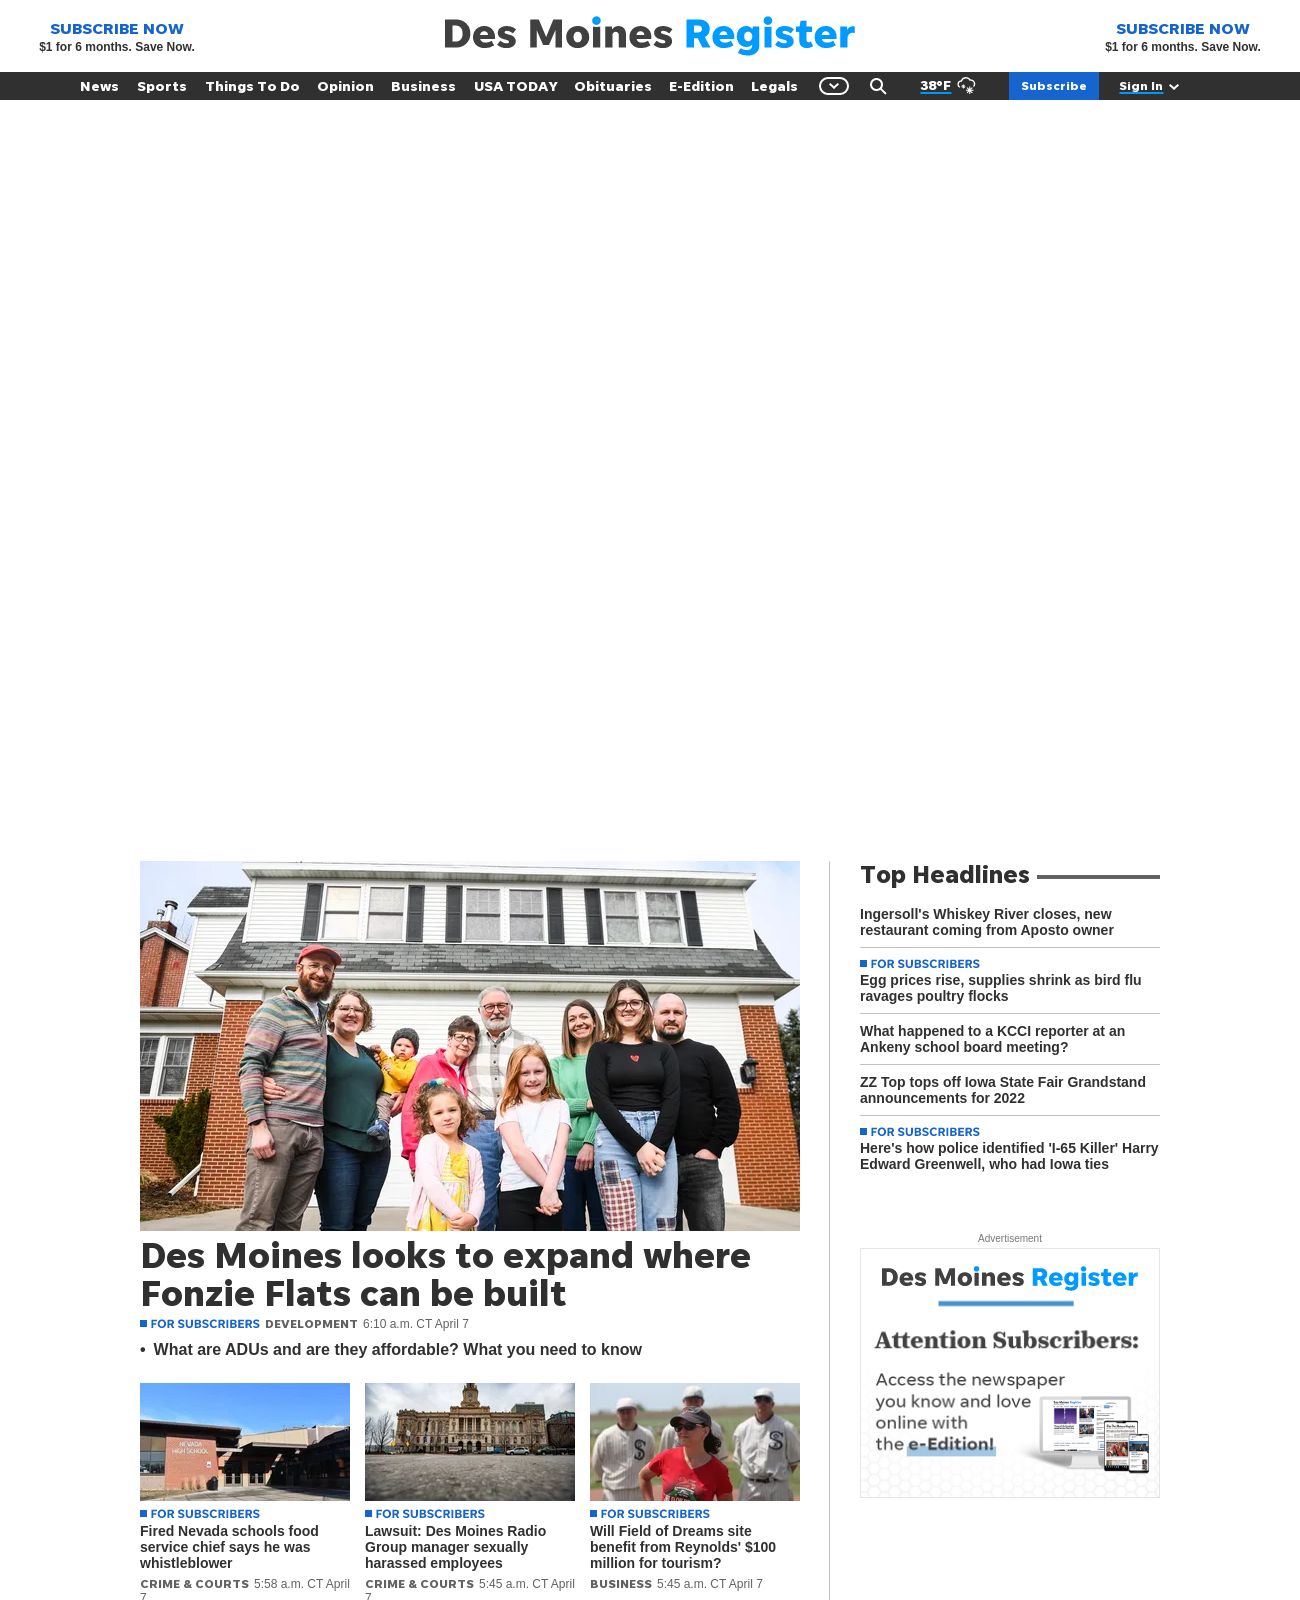 SUBSCRIBE NOW
$1 for 6 months. Save Now.
Des Moines Register
SUBSCRIBE NOW
$1 for 6 months. Save Now.
News Sports Things To Do Opinion Business USA TODAY Obituaries E-Edition Legals 38°F Subscribe Sign In
Des Moines looks to expand where
Fonzie Flats can be built
FOR SUBSCRIBERS DEVELOPMENT 6:10 a.m. CT April 7
• What are ADUs and are they affordable? What you need to know
NEVADA
HIGH SCHOOL
FOR SUBSCRIBERS
Fired Nevada schools food
service chief says he was
whistleblower
CRIME & COURTS 5:58 a.m. CT April
7
FOR SUBSCRIBERS
Lawsuit: Des Moines Radio
Group manager sexually
harassed employees
CRIME & COURTS 5:45 a.m. CT April
7
S
S
FOR SUBSCRIBERS
Will Field of Dreams site
benefit from Reynolds' $100
million for tourism?
BUSINESS 5:45 a.m. CT April 7
Top Headlines
Ingersoll's Whiskey River closes, new
restaurant coming from Aposto owner
FOR SUBSCRIBERS
Egg prices rise, supplies shrink as bird flu
ravages poultry flocks
What happened to a KCCI reporter at an
Ankeny school board meeting?
ZZ Top tops off Iowa State Fair Grandstand
announcements for 2022
FOR SUBSCRIBERS
Here's how police identified 'I-65 Killer' Harry
Edward Greenwell, who had Iowa ties
Advertisement
Des Moines Register
Attention Subscribers:
Access the newspaper
you know and love
online with
the e-Edition!